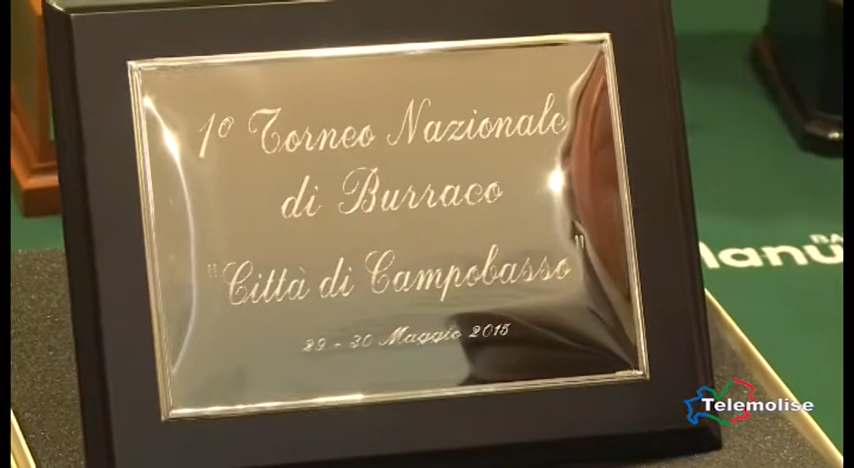 1° Torneo Nazionale
di Burraco
"Città di Campobasso"
29 - 30 Maggio 2015
Telemolise